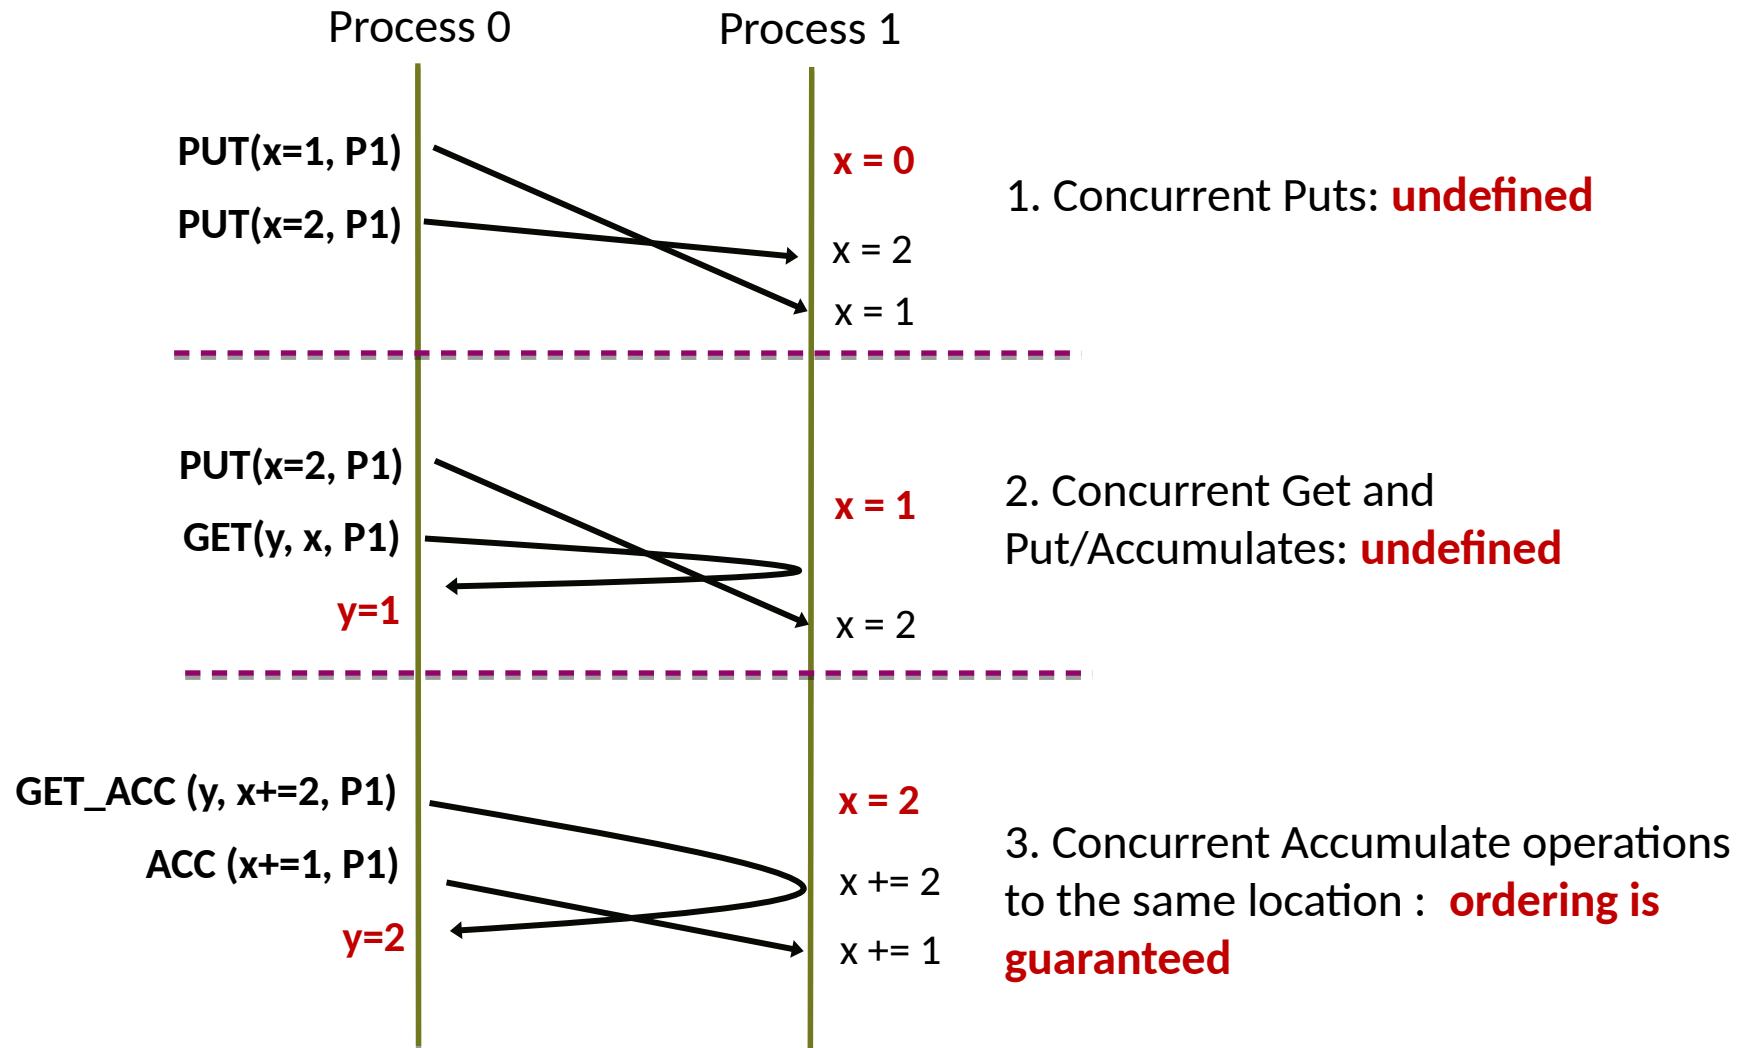 Process 0
Process 1
PUT(x=1, P1)
x = 0
1. Concurrent Puts: undefined
PUT(x=2, P1)
x = 2
x = 1
PUT(x=2, P1)
x = 1
2. Concurrent Get and
Put/Accumulates: undefined
GET(y, x, P1)
y=1
x = 2
GET_ACC (y, x+=2, P1)
x = 2
3. Concurrent Accumulate operations
to the same location :  ordering is
guaranteed
ACC (x+=1, P1)
x += 2
y=2
x += 1